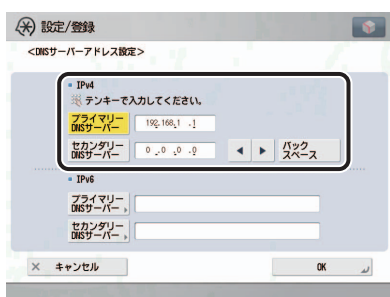 設定/登録
<DNSサーバーアドレス設定>
IPv4
テンキーで入力してください。
プライマリー
DNSサーバー
192.168.1 .1
セカンダリー
DNSサーバー
0 .0 .0 .0
バック
スペース
IPv6
プライマリー
DNSサーバー
セカンダリー
DNSサーバー
キャンセル
OK